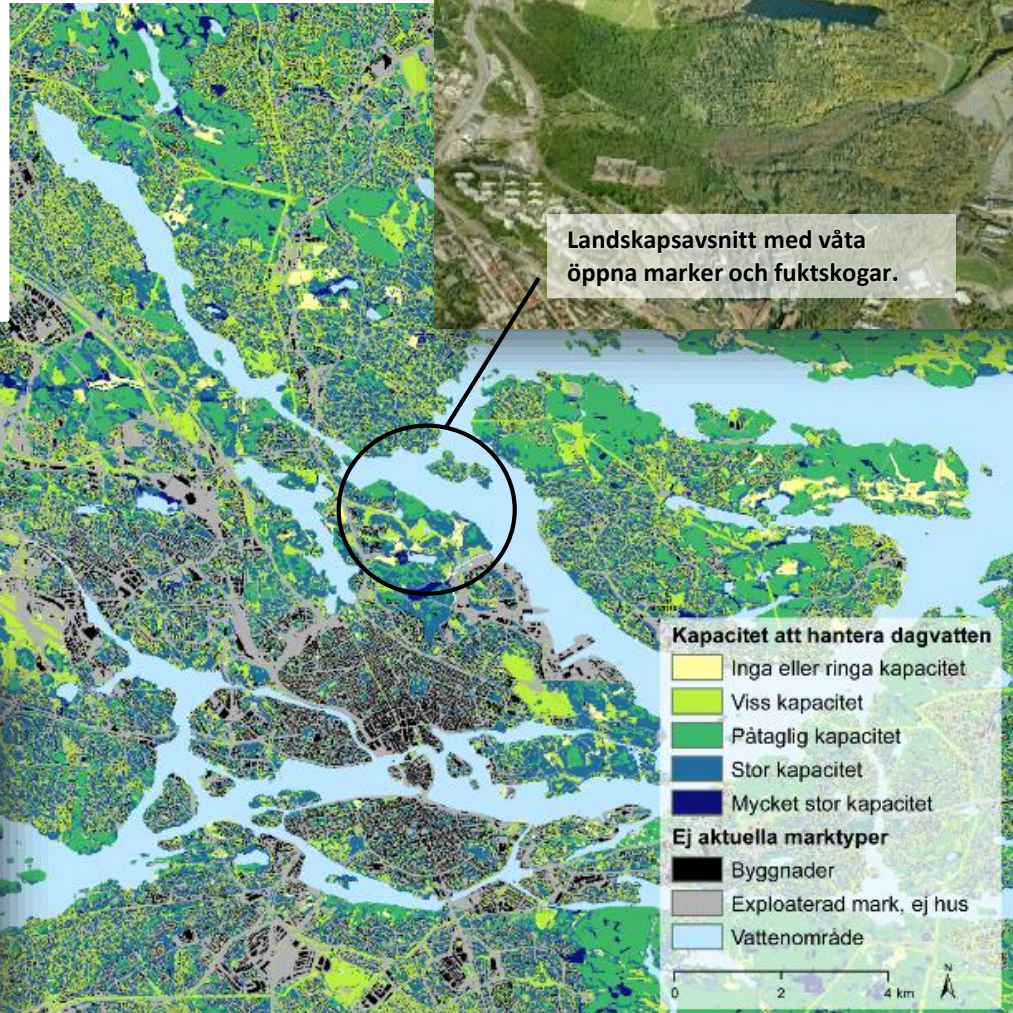 Landskapsavsnitt med våta
öppna marker och fuktskogar.
Kapacitet att hantera dagvatten
Inga eller ringa kapacitet
Viss kapacitet
Påtaglig kapacitet
Stor kapacitet
Mycket stor kapacitet
Ej aktuella marktyper
Byggnader
Exploaterad mark, ej hus
Vattenområde
N
0 2 4 km